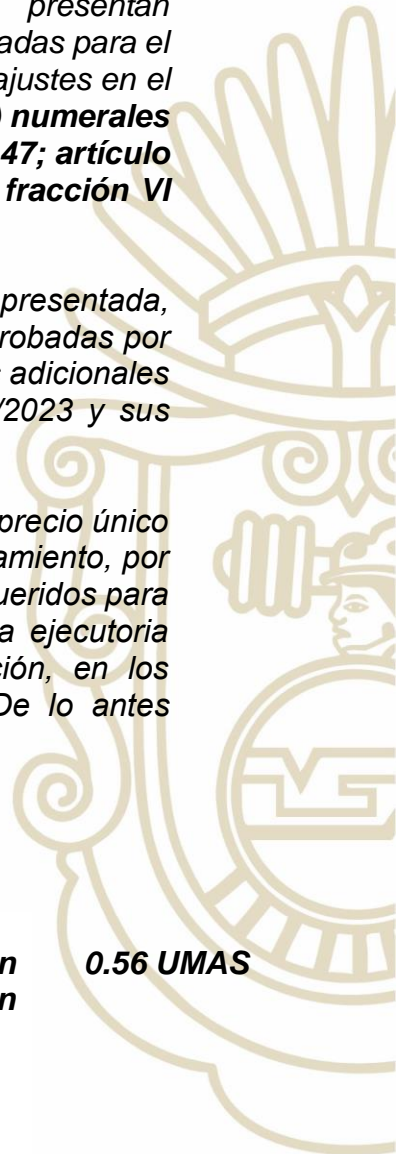 presentan
adas para el
ajustes en el
) numerales
47; artículo
fracción VI
presentada,
probadas por
s adicionales
/2023 y sus
precio único
amiento, por
ueridos para
a ejecutoria
ción, en los
De lo antes
n 0.56 UMAS
n